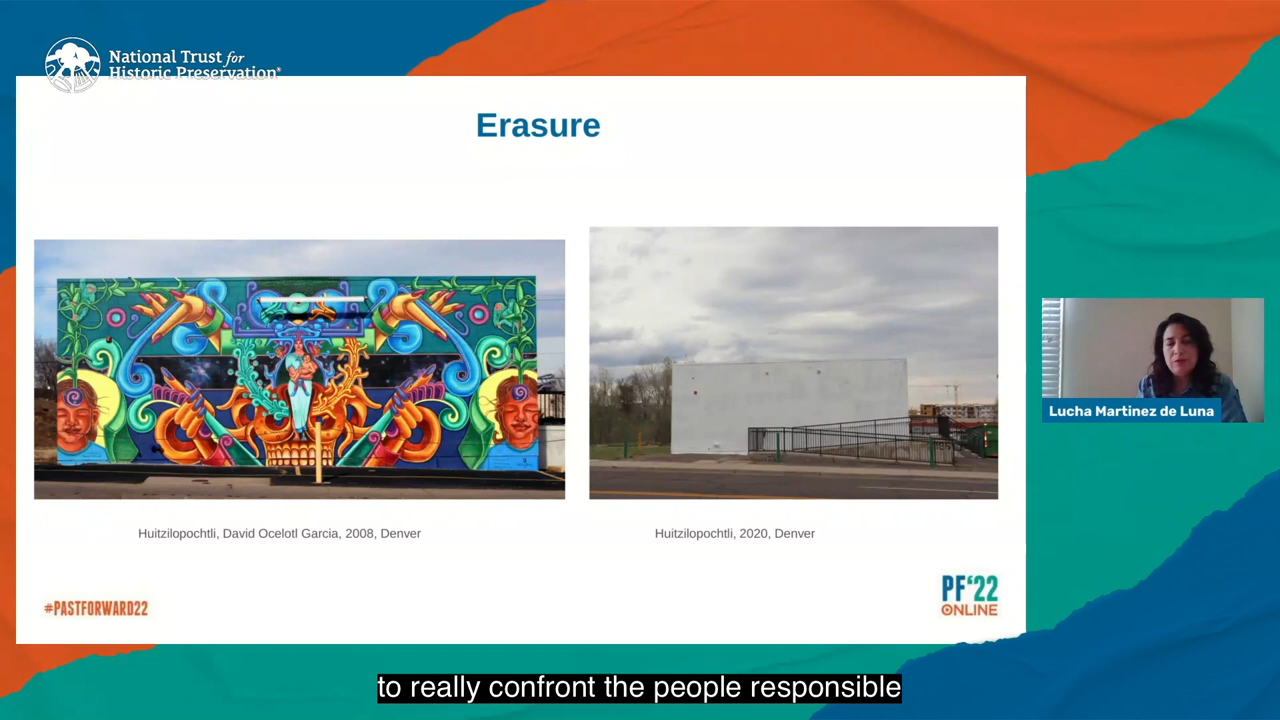 National Trust for
Historic Preservation®
Erasure
Huitzilopochtli, David Ocelotl Garcia, 2008, Denver
Huitzilopochtli, 2020, Denver
Lucha Martinez de Luna
#PASTFORWARD22
PF'22
ONLINE
to really confront the people responsible